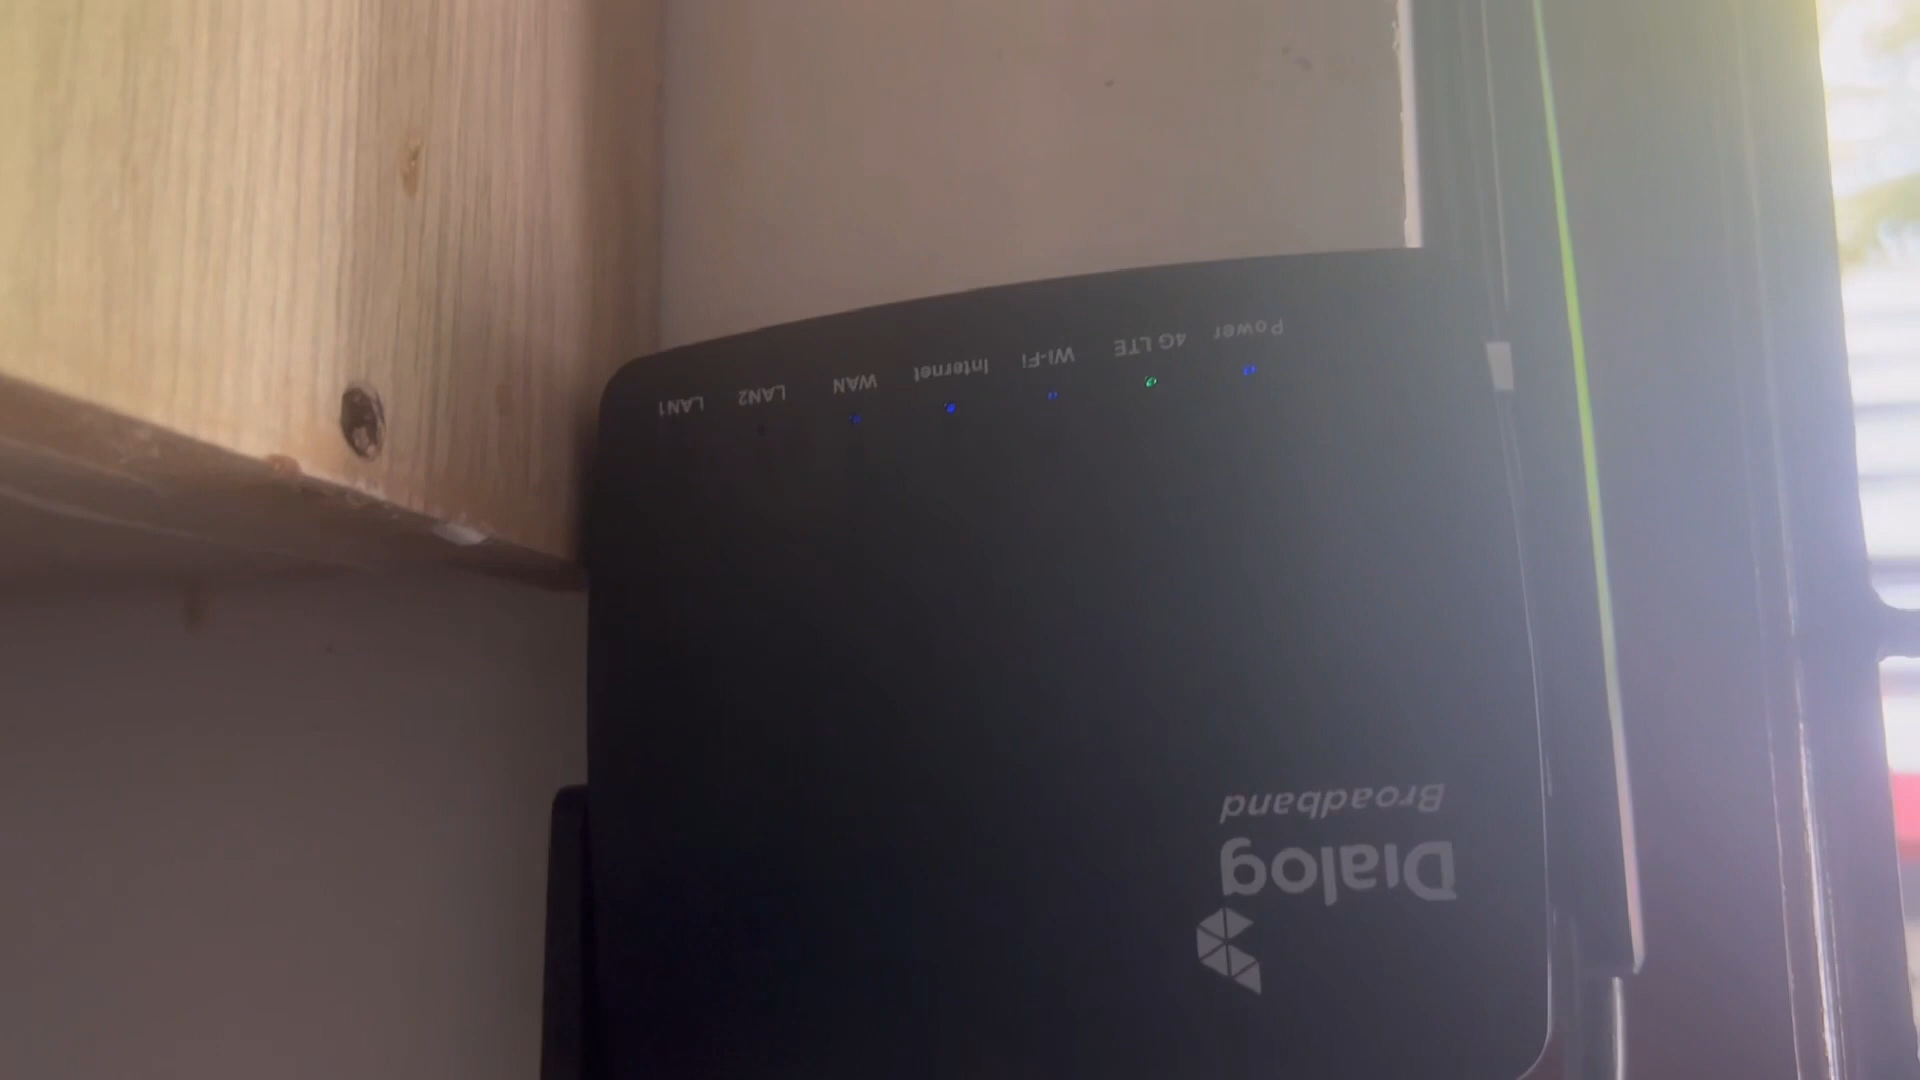 Dialog
Broadband
Power
4G LTE
Wi-Fi
Internet
WAN
LAN2
LAN1